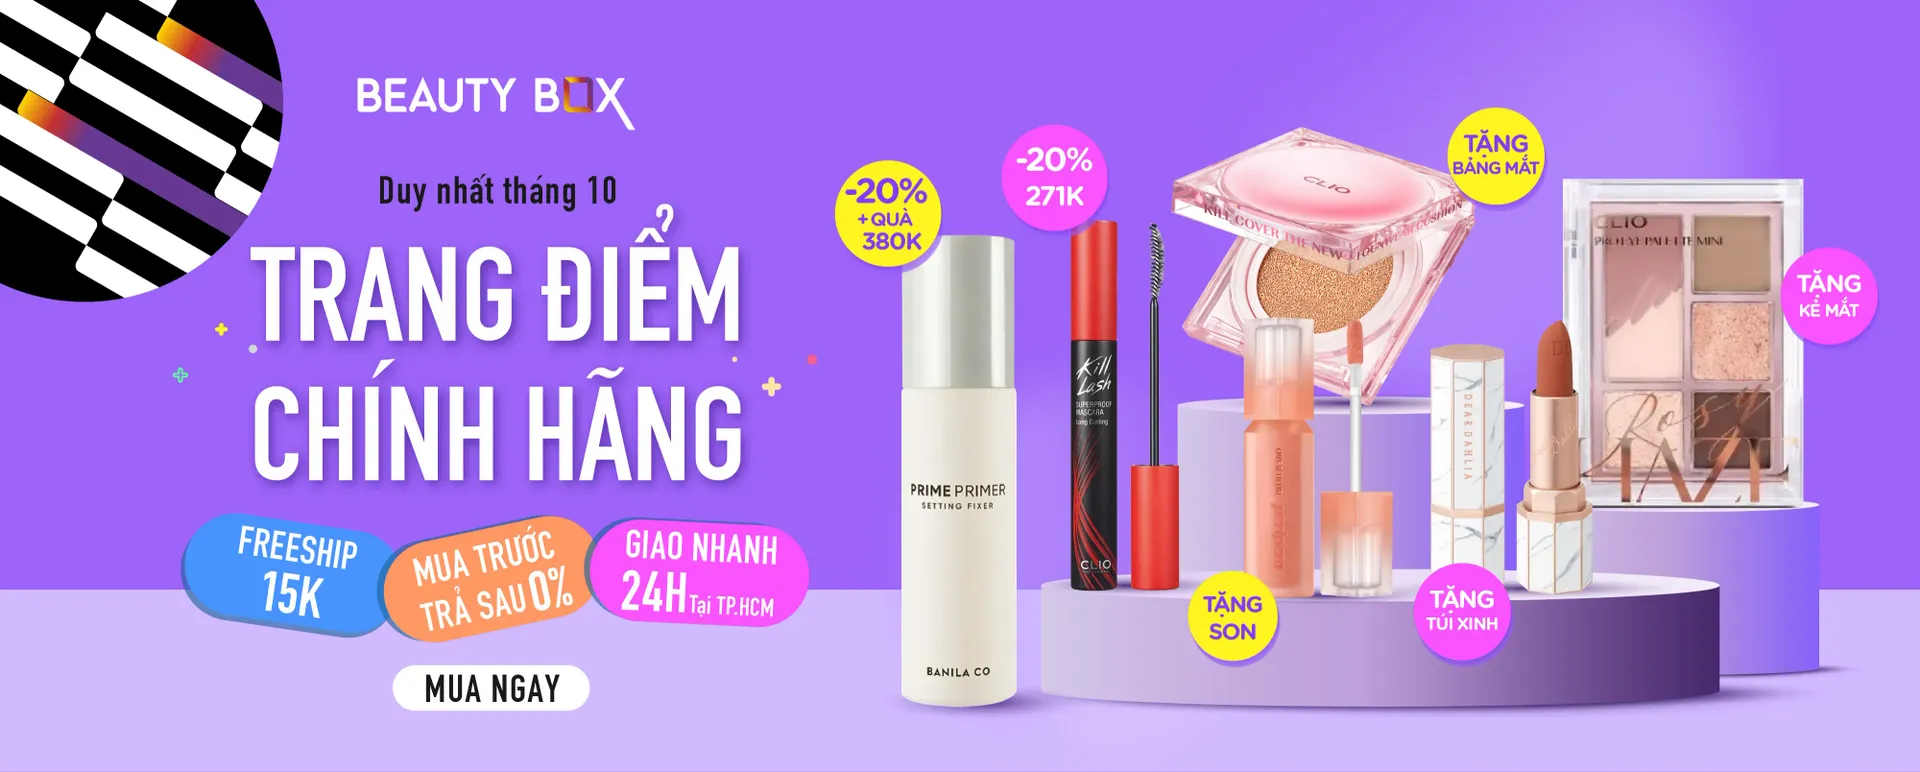 BEAUTY BOX
Duy nhất tháng 10
TRANG ĐIỂM
CHÍNH HÃNG
FREESHIP
15K
MUA TRƯỚC
TRẢ SAU 0%
GIAO NHANH
24H Tại TP.HCM
MUA NGAY
-20%
+ QUÀ
380K
PRIME PRIMER
SETTING FIXER
BANILA CO
-20%
271K
Kill
Lash
SUPERPROOF
MASCARA
Long Curling
CLIO
CLIO
KILL COVER THE NEW FOUNWEAR CUSHION
TẶNG
BẢNG MẮT
CLIO
PRO EYE PALETTE MINI
Rosy
TẶNG
KẺ MẮT
TẶNG
SON
DEAR DAHLIA
TẶNG
TÚI XINH